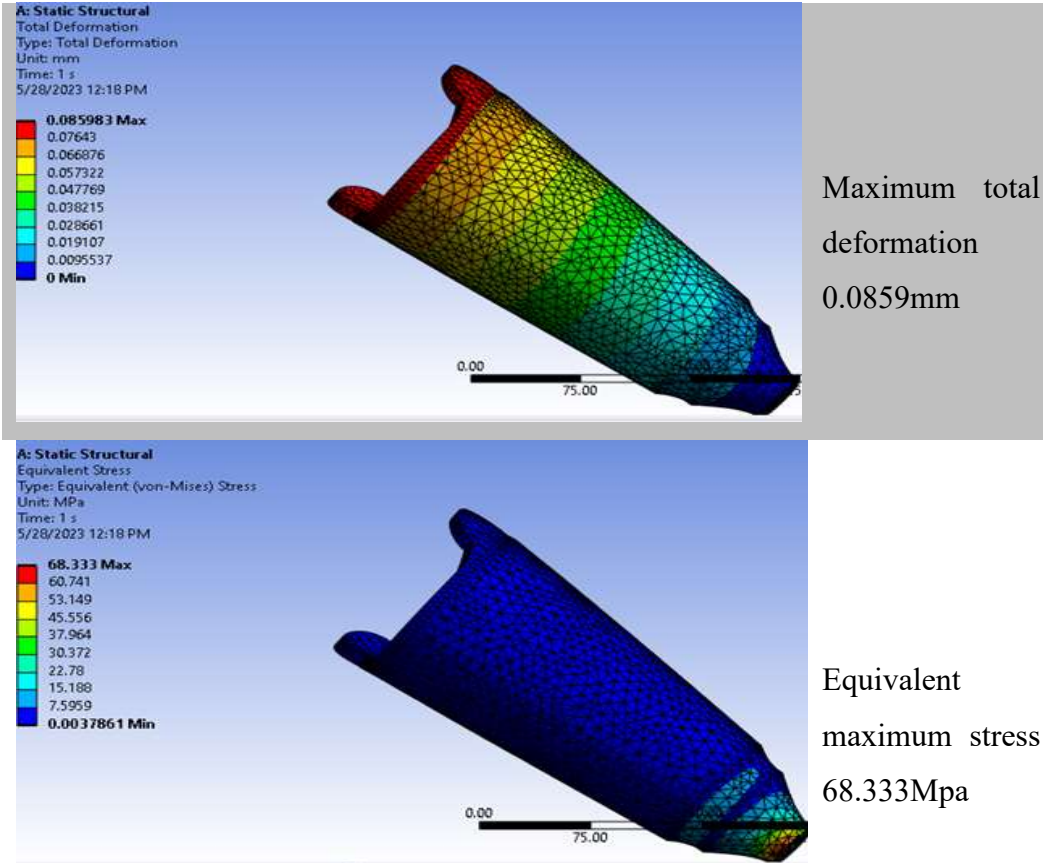 A: Static Structural
Total Deformation
Type: Total Deformation
Unit: mm
Time: 1 s
5/28/2023 12:18 PM
0.085983 Max
0.07643
0.066876
0.057322
0.047769
0.038215
0.028661
0.019107
0.0095537
0 Min
0.00
75.00
Maximum total
deformation
0.0859mm
A: Static Structural
Equivalent Stress
Type: Equivalent (von-Mises) Stress
Unit: MPa
Time: 1 s
5/28/2023 12:18 PM
68.333 Max
60.741
53.149
45.556
37.964
30.372
22.78
15.188
7.5959
0.0037861 Min
0.00
75.00
Equivalent
maximum stress
68.333Mpa